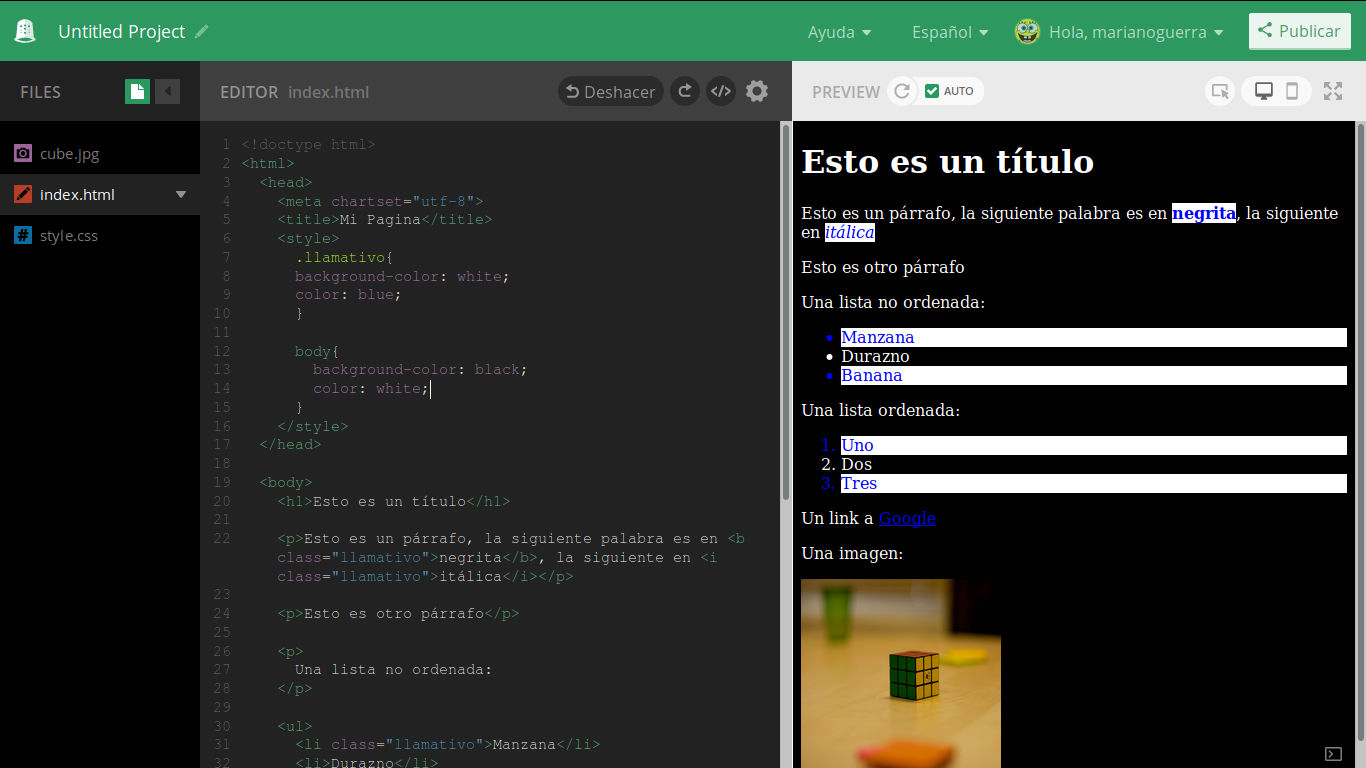 Untitled Project
Ayuda
Español
Hola, marianoguerra
Publicar
FILES
cube.jpg
index.html
style.css
EDITOR index.html
Deshacer
1 <!doctype html>
2 <html>
3 <head>
4 <meta chartset="utf-8">
5 <title>Mi Pagina</title>
6 <style>
7 .llamativo{
8 background-color: white;
9 color: blue;
10 }
11
12 body{
13 background-color: black;
14 color: white;
15 }
16 </style>
17 </head>
18
19 <body>
20 <h1>Esto es un título</h1>
21
22 <p>Esto es un párrafo, la siguiente palabra es en <b
class="llamativo">negrita</b>, la siguiente en <i
class="llamativo">itálica</i></p>
23
24 <p>Esto es otro párrafo</p>
25
26 <p>
27 Una lista no ordenada:
28 </p>
29
30 <ul>
31 <li class="llamativo">Manzana</li>
32 <li>Durazno</li>
PREVIEW
AUTO
Esto es un título
Esto es un párrafo, la siguiente palabra es en negrita, la siguiente
en itálica
Esto es otro párrafo
Una lista no ordenada:
• Manzana
• Durazno
• Banana
Una lista ordenada:
1. Uno
2. Dos
3. Tres
Un link a Google
Una imagen: